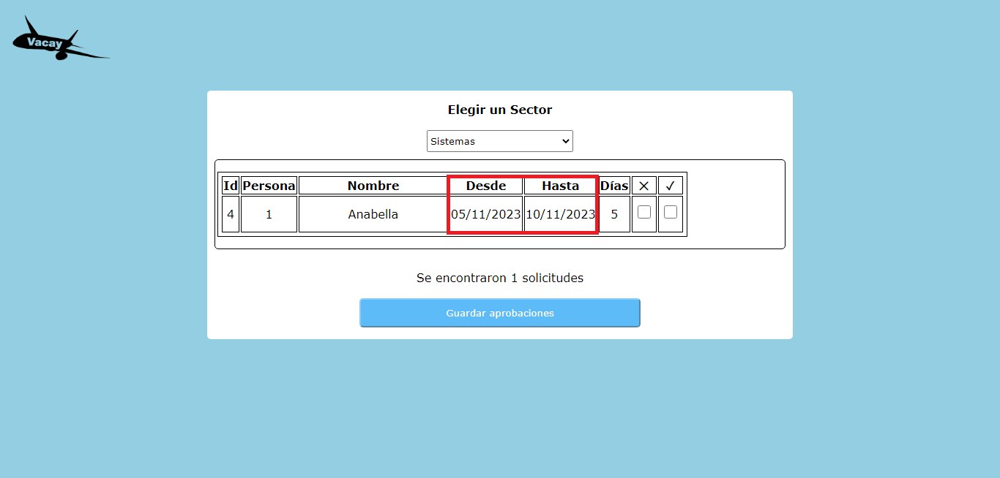 Vacay
Elegir un Sector
Sistemas
Id Persona Nombre Desde Hasta Días ✕ ✓
4 1 Anabella 05/11/2023 10/11/2023 5
Se encontraron 1 solicitudes
Guardar aprobaciones